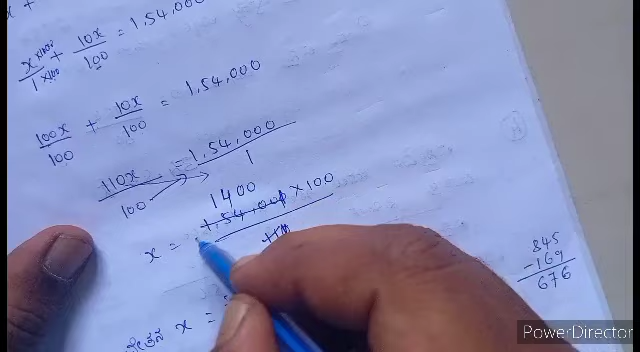 x +
x ×100 / 1 ×100 + 10x / 100 = 1,54,000
100x / 100 + 10x / 100 = 1,54,000
110x / 100 = 1,54,000 / 1
1400
x = 1,54,000 × 100 / 110
x =
845
-169
676
PowerDirector